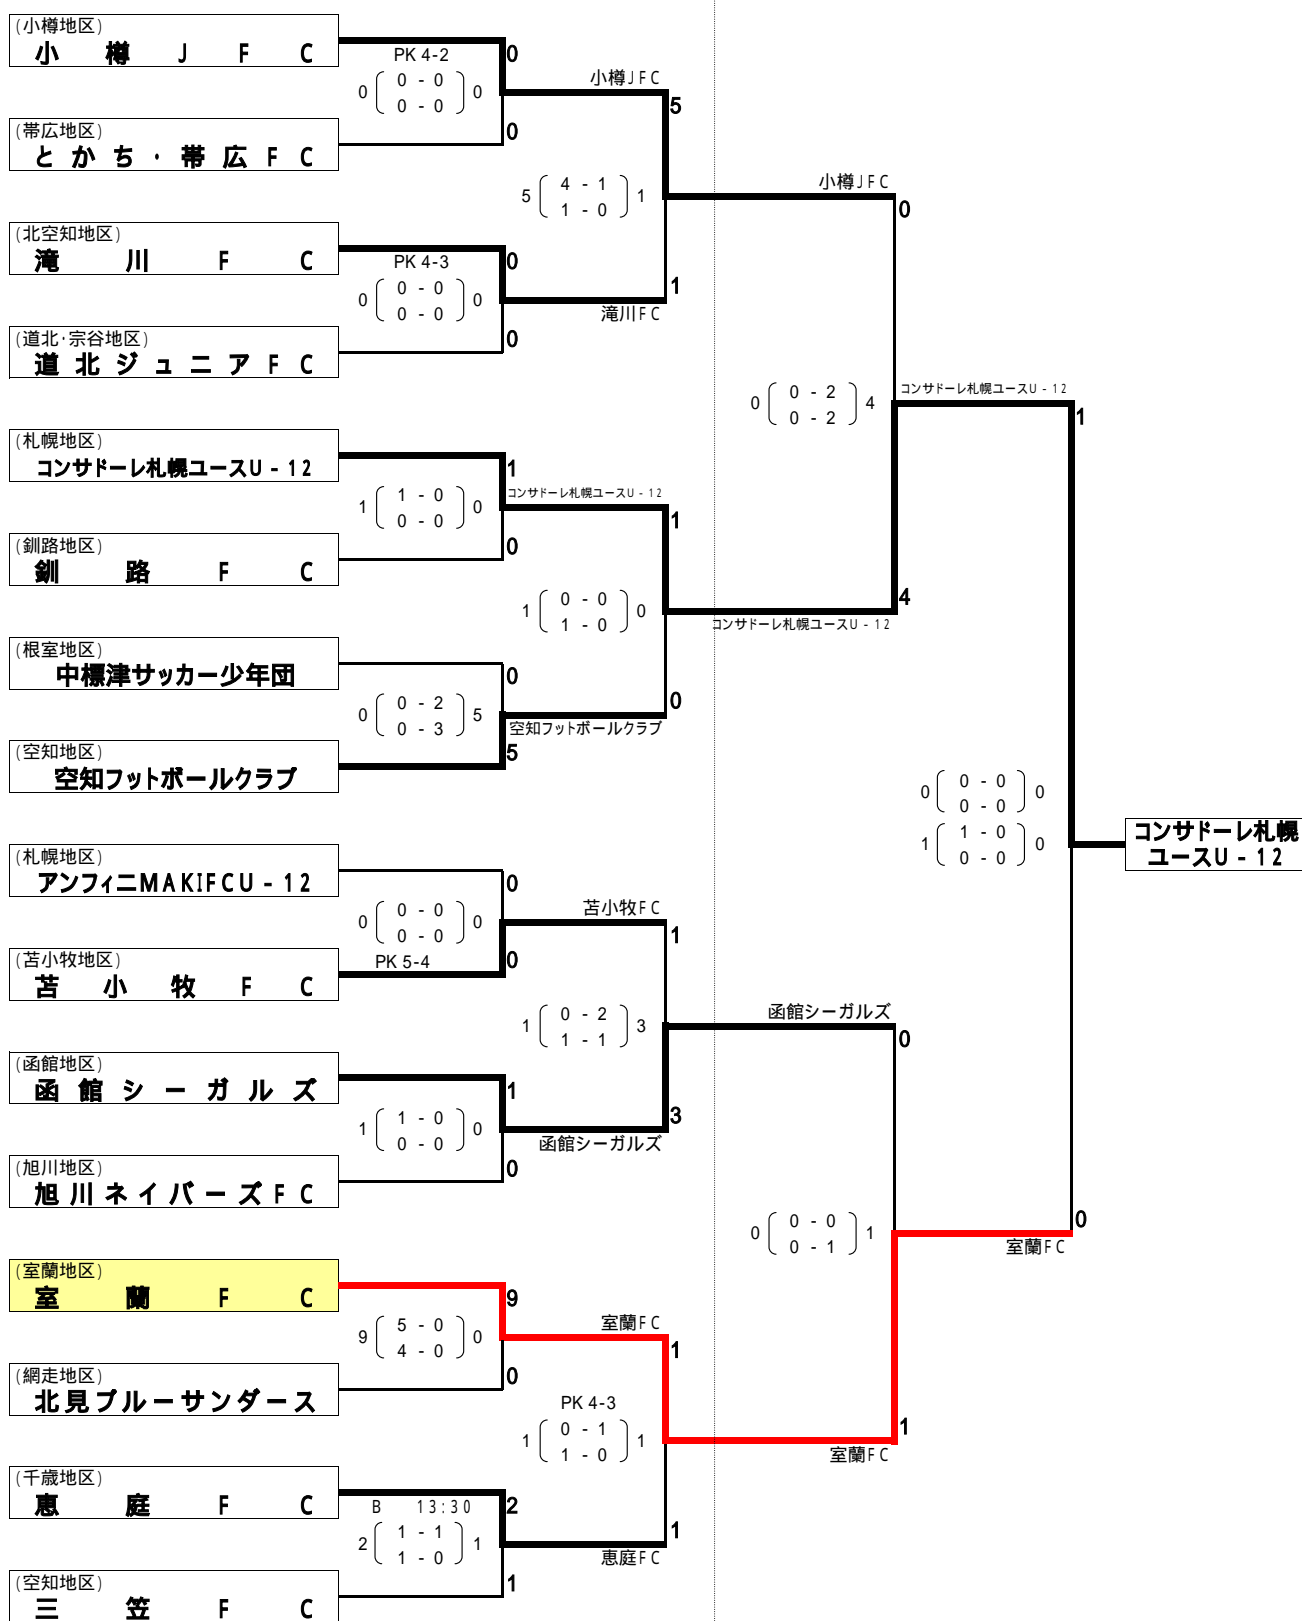 (小樽地区)
小樽JFC
(帯広地区)
とかち・帯広FC
(北空知地区)
滝川FC
(道北・宗谷地区)
道北ジュニアFC
(札幌地区)
コンサドーレ札幌ユースU-12
(釧路地区)
釧路FC
(根室地区)
中標津サッカー少年団
(空知地区)
空知フットボールクラブ
(札幌地区)
アンフィニMAKIFCU-12
(苫小牧地区)
苫小牧FC
(函館地区)
函館シーガルズ
(旭川地区)
旭川ネイバーズFC
(室蘭地区)
室蘭FC
(網走地区)
北見ブルーサンダース
(千歳地区)
恵庭FC
(空知地区)
三笠FC
0
PK 4-2
0 - 0
0 0
0 - 0
0
0
PK 4-3
0 - 0
0 0
0 - 0
0
1
1 - 0
1 0
0 - 0
0
0
0 - 2
0 5
0 - 3
5
0
0 - 0
0 0
0 - 0
PK 5-4
0
1
1 - 0
1 0
0 - 0
0
9
5 - 0
9 0
4 - 0
0
B 13:30
2
1 - 1
2 1
1 - 0
1
小樽JFC
5
4 - 1
5 1
1 - 0
1
滝川FC
コンサドーレ札幌ユースU-12
1
0 - 0
1 0
1 - 0
0
空知フットボールクラブ
苫小牧FC
1
0 - 2
1 3
1 - 1
3
函館シーガルズ
室蘭FC
1
PK 4-3
0 - 1
1 1
1 - 0
1
恵庭FC
小樽JFC
0
0 - 2
0 4
0 - 2
4
コンサドーレ札幌ユースU-12
函館シーガルズ
0
0 - 0
0 1
0 - 1
1
室蘭FC
コンサドーレ札幌ユースU-12
1
0 - 0
0 0
0 - 0
1 - 0
1 0
0 - 0
0
室蘭FC
コンサドーレ札幌
ユースU-12